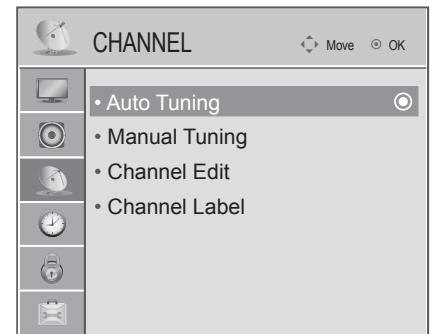 CHANNEL Move OK
• Auto Tuning
• Manual Tuning
• Channel Edit
• Channel Label